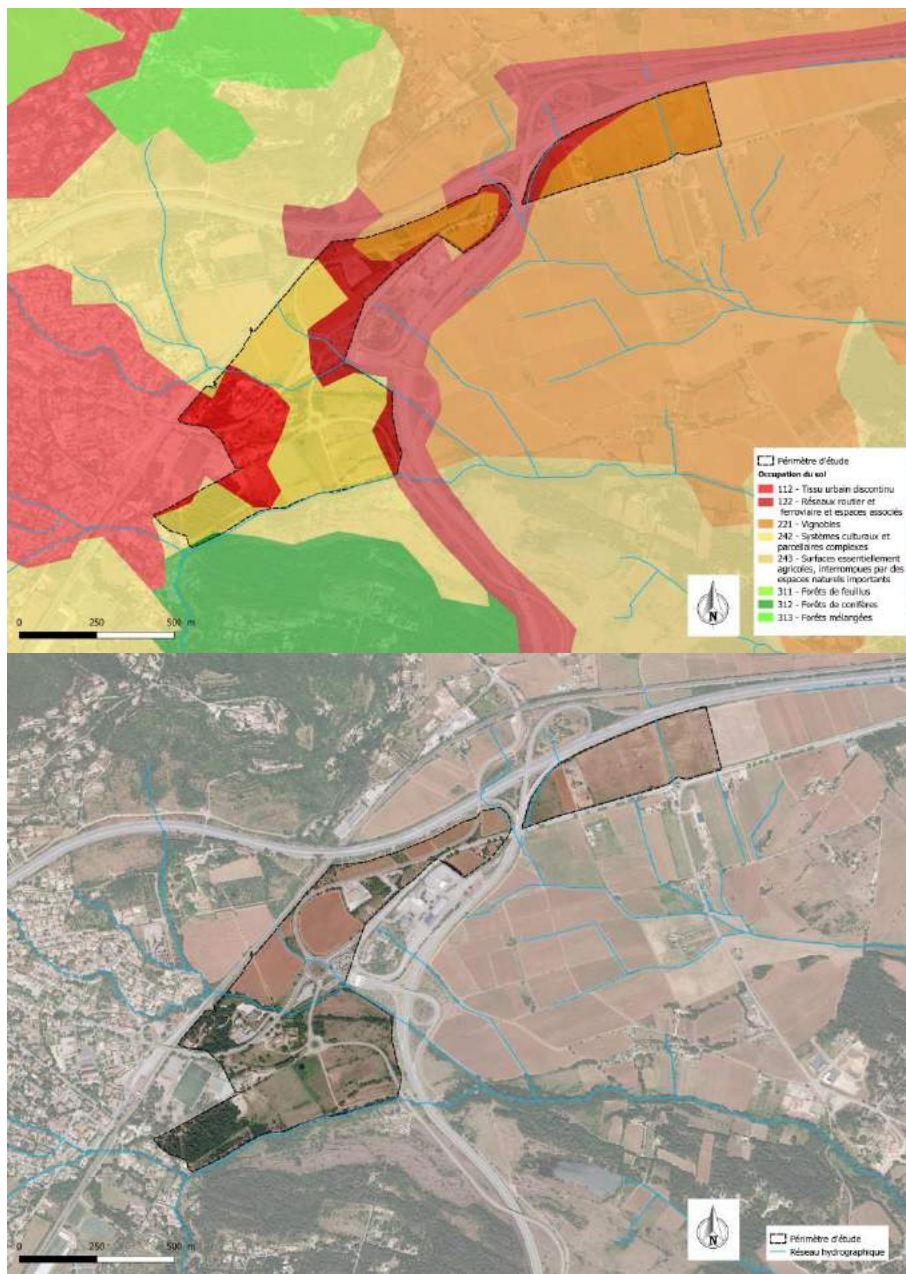 Périmètre d'étude
Occupation du sol
112 - Tissu urbain discontinu
122 - Réseaux routier et
ferroviaire et espaces associés
221 - Vignobles
242 - Systèmes culturaux et
parcellaires complexes
243 - Surfaces essentiellement
agricoles, interrompues par des
espaces naturels importants
311 - Forêts de feuillus
312 - Forêts de conifères
313 - Forêts mélangées
N
0 250 500 m
N
Périmètre d'étude
Réseau hydrographique
0 250 500 m